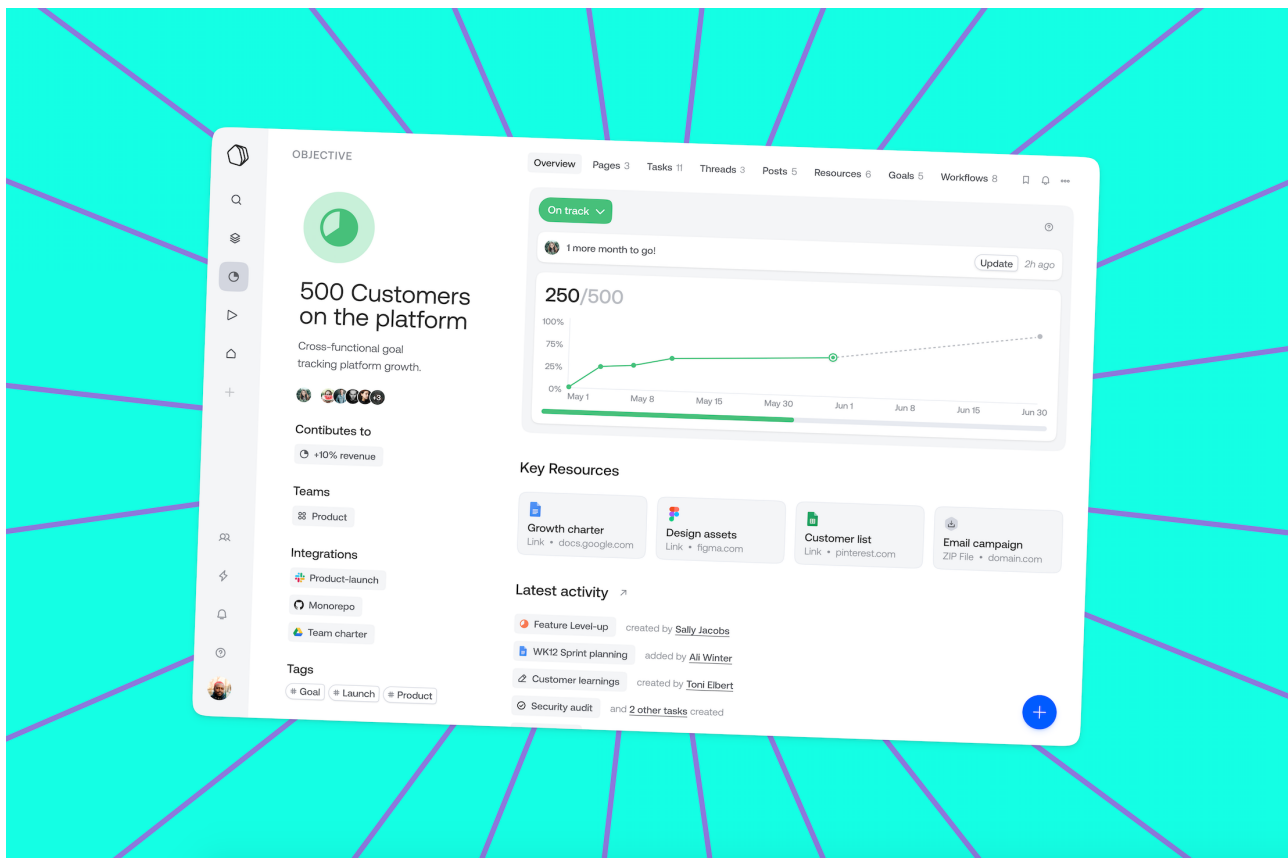 OBJECTIVE
500 Customers
on the platform
Cross-functional goal
tracking platform growth.
+3
Contibutes to
+10% revenue
Teams
Product
Integrations
Product-launch
Monorepo
Team charter
Tags
# Goal # Launch # Product
Overview Pages 3 Tasks 11 Threads 3 Posts 5 Resources 6 Goals 5 Workflows 8
On track
1 more month to go!
Update 2h ago
250/500
100%
75%
25%
0%
May 1 May 8 May 15 May 30 Jun 1 Jun 8 Jun 15 Jun 30
Key Resources
Growth charter
Link • docs.google.com
Design assets
Link • figma.com
Customer list
Link • pinterest.com
Email campaign
ZIP File • domain.com
Latest activity
Feature Level-up created by Sally Jacobs
WK12 Sprint planning added by Ali Winter
Customer learnings created by Toni Elbert
Security audit and 2 other tasks created